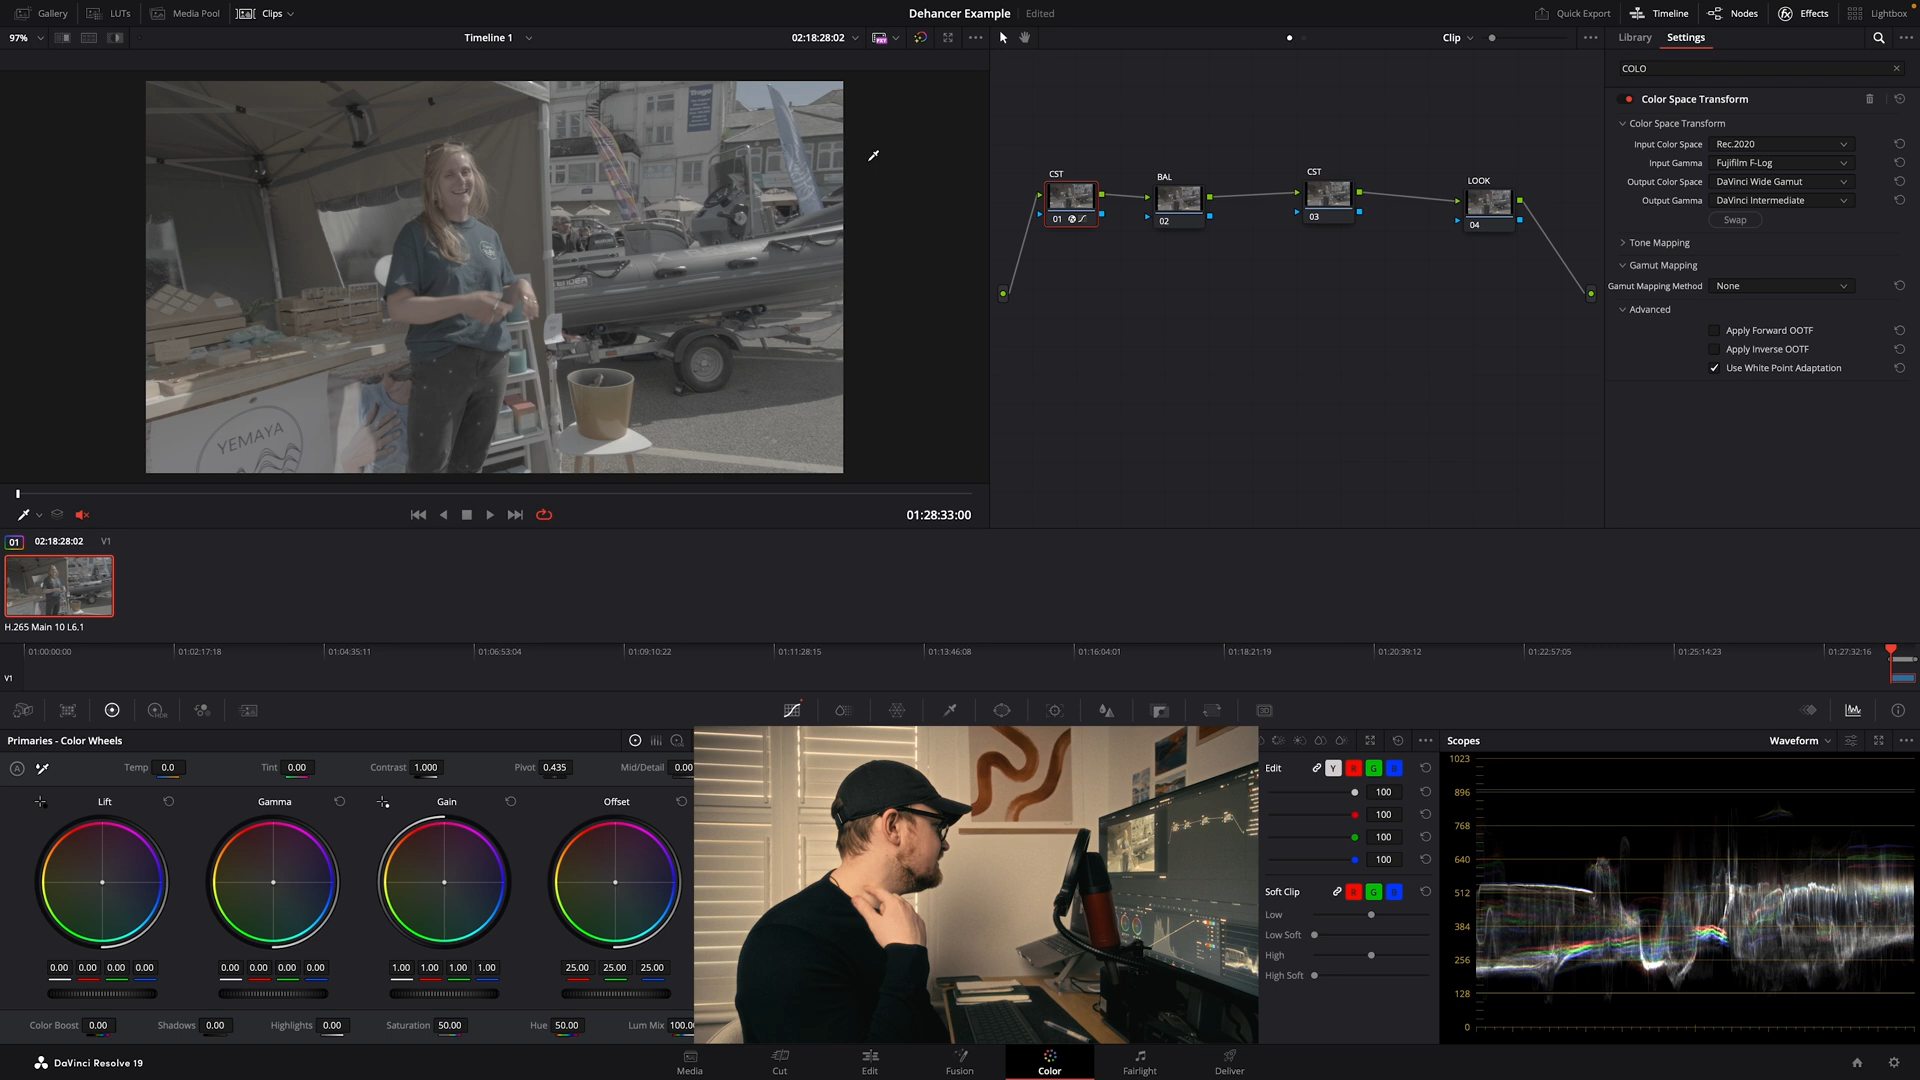 Gallery LUTs Media Pool Clips Dehancer Example Edited Quick Export Timeline Nodes Effects Lightbox
97% Timeline 1 02:18:28:02 Clip Library Settings
COLO
Color Space Transform
Color Space Transform
Input Color Space Rec.2020
Input Gamma Fujifilm F-Log
Output Color Space DaVinci Wide Gamut
Output Gamma DaVinci Intermediate
Swap
Tone Mapping
Gamut Mapping
Gamut Mapping Method None
Advanced
Apply Forward OOTF
Apply Inverse OOTF
Use White Point Adaptation
CST
01
BAL
02
CST
03
LOOK
04
YEMAYA
01:28:33:00
01 02:18:28:02 V1
H.265 Main 10 L6.1
01:00:00:00 01:02:17:18 01:04:35:11 01:06:53:04 01:09:10:22 01:11:28:15 01:13:46:08 01:16:04:01 01:18:21:19 01:20:39:12 01:22:57:05 01:25:14:23 01:27:32:16
V1
HDR
3D
Primaries - Color Wheels
Temp 0.0 Tint 0.00 Contrast 1.000 Pivot 0.435 Mid/Detail 0.00
Lift Gamma Gain Offset
0.00 0.00 0.00 0.00 0.00 0.00 0.00 0.00 1.00 1.00 1.00 1.00 25.00 25.00 25.00
Color Boost 0.00 Shadows 0.00 Highlights 0.00 Saturation 50.00 Hue 50.00 Lum Mix 100.00
Edit Y R G B
100
100
100
100
Soft Clip R G B
Low
Low Soft
High
High Soft
Scopes Waveform
1023
896
768
640
512
384
256
128
0
DaVinci Resolve 19
Media Cut Edit Fusion Color Fairlight Deliver